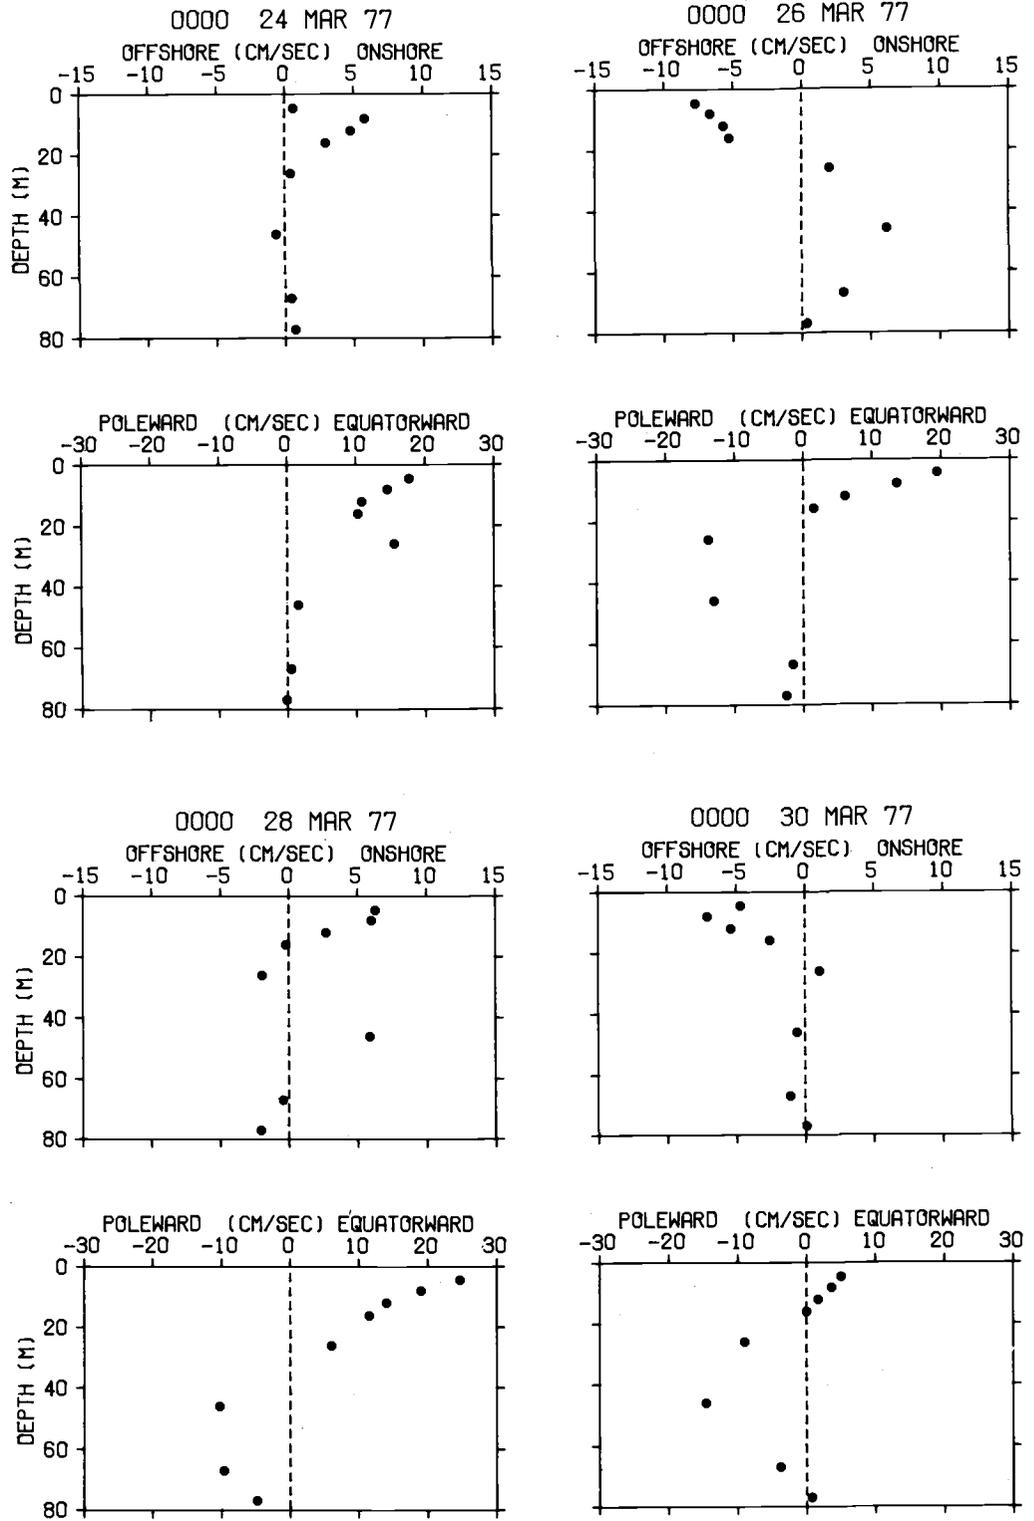 0000 24 MAR 77
OFFSHORE (CM/SEC) ONSHORE
-15 -10 -5 0 5 10 15
0
20
40
60
80
DEPTH (M)
POLEWARD (CM/SEC) EQUATORWARD
-30 -20 -10 0 10 20 30
0
20
40
60
80
DEPTH (M)
0000 26 MAR 77
OFFSHORE (CM/SEC) ONSHORE
-15 -10 -5 0 5 10 15
POLEWARD (CM/SEC) EQUATORWARD
-30 -20 -10 0 10 20 30
0000 28 MAR 77
OFFSHORE (CM/SEC) ONSHORE
-15 -10 -5 0 5 10 15
0
20
40
60
80
DEPTH (M)
POLEWARD (CM/SEC) EQUATORWARD
-30 -20 -10 0 10 20 30
0
20
40
60
80
DEPTH (M)
0000 30 MAR 77
OFFSHORE (CM/SEC) ONSHORE
-15 -10 -5 0 5 10 15
POLEWARD (CM/SEC) EQUATORWARD
-30 -20 -10 0 10 20 30